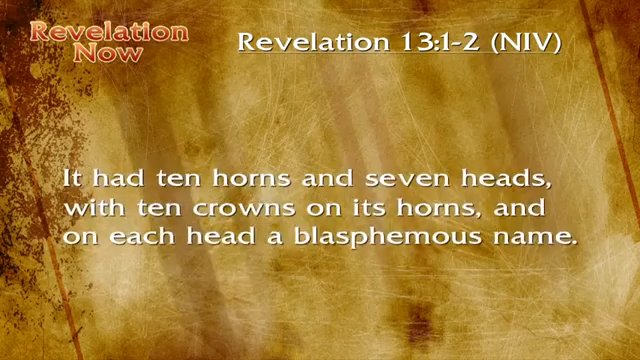 Revelation
Now
Revelation 13:1-2 (NIV)
It had ten horns and seven heads,
with ten crowns on its horns, and
on each head a blasphemous name.